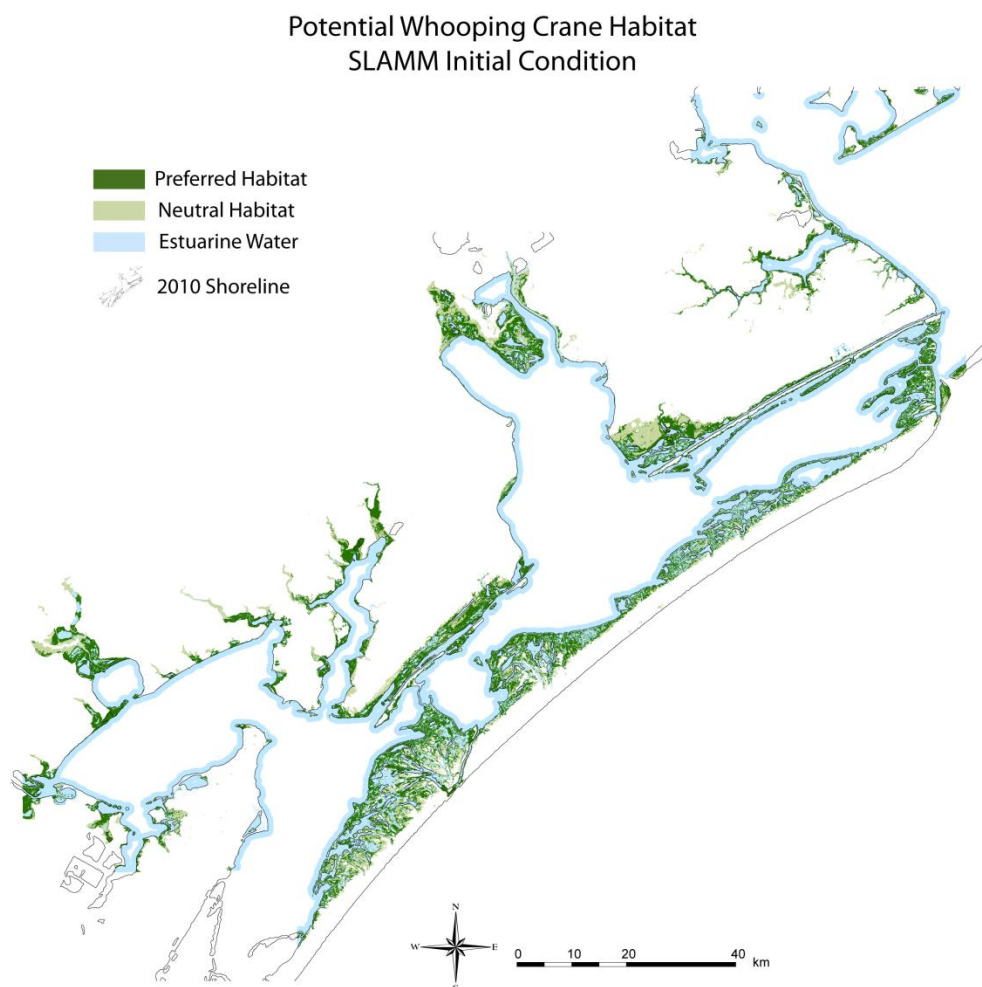 Potential Whooping Crane Habitat
SLAMM Initial Condition
Preferred Habitat
Neutral Habitat
Estuarine Water
2010 Shoreline
N
W E
S
0 10 20 40
km